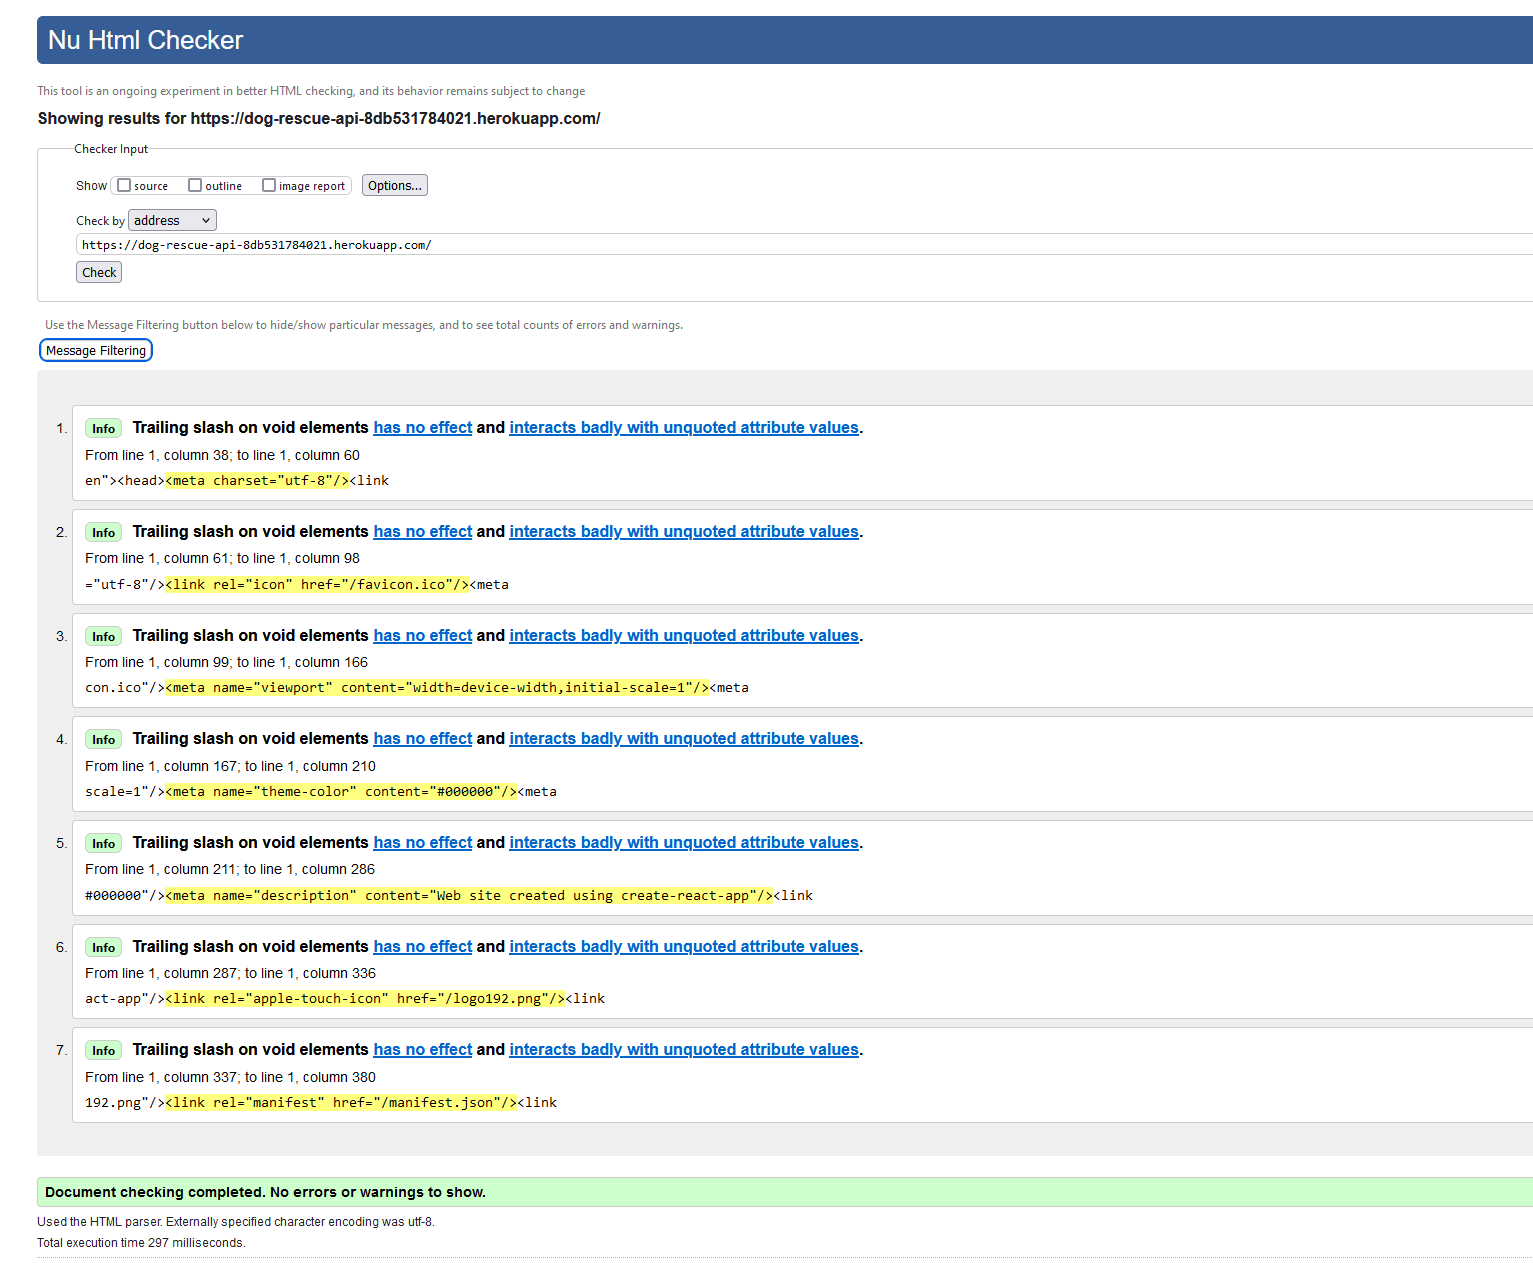 Nu Html Checker
This tool is an ongoing experiment in better HTML checking, and its behavior remains subject to change
Showing results for https://dog-rescue-api-8db531784021.herokuapp.com/
Checker Input
Show source outline image report Options...
Check by address
https://dog-rescue-api-8db531784021.herokuapp.com/
Check
Use the Message Filtering button below to hide/show particular messages, and to see total counts of errors and warnings.
Message Filtering
1. Info Trailing slash on void elements has no effect and interacts badly with unquoted attribute values.
From line 1, column 38; to line 1, column 60
en"><head><meta charset="utf-8"/><link
2. Info Trailing slash on void elements has no effect and interacts badly with unquoted attribute values.
From line 1, column 61; to line 1, column 98
="utf-8"/><link rel="icon" href="/favicon.ico"/><meta
3. Info Trailing slash on void elements has no effect and interacts badly with unquoted attribute values.
From line 1, column 99; to line 1, column 166
con.ico"/><meta name="viewport" content="width=device-width,initial-scale=1"/><meta
4. Info Trailing slash on void elements has no effect and interacts badly with unquoted attribute values.
From line 1, column 167; to line 1, column 210
scale=1"/><meta name="theme-color" content="#000000"/><meta
5. Info Trailing slash on void elements has no effect and interacts badly with unquoted attribute values.
From line 1, column 211; to line 1, column 286
#000000"/><meta name="description" content="Web site created using create-react-app"/><link
6. Info Trailing slash on void elements has no effect and interacts badly with unquoted attribute values.
From line 1, column 287; to line 1, column 336
act-app"/><link rel="apple-touch-icon" href="/logo192.png"/><link
7. Info Trailing slash on void elements has no effect and interacts badly with unquoted attribute values.
From line 1, column 337; to line 1, column 380
192.png"/><link rel="manifest" href="/manifest.json"/><link
Document checking completed. No errors or warnings to show.
Used the HTML parser. Externally specified character encoding was utf-8.
Total execution time 297 milliseconds.